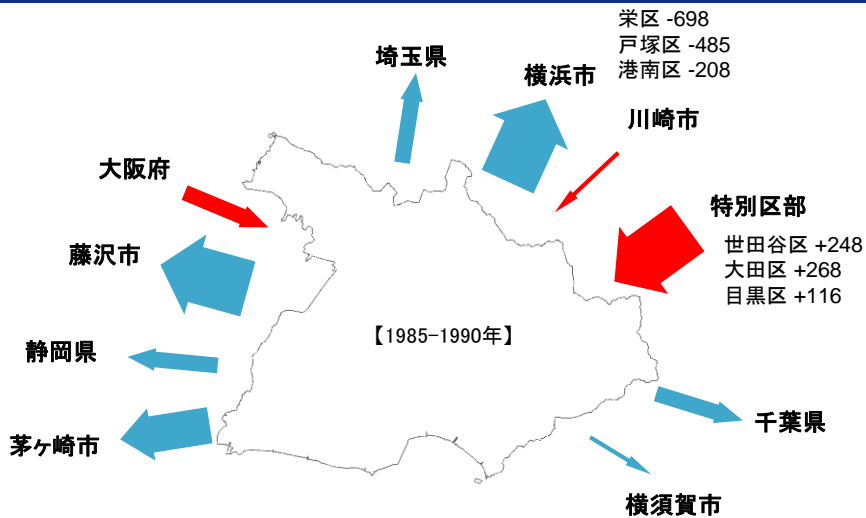 栄区 -698
戸塚区 -485
港南区 -208
埼玉県
横浜市
川崎市
大阪府
特別区部
世田谷区 +248
大田区 +268
目黒区 +116
藤沢市
【1985-1990年】
静岡県
千葉県
茅ヶ崎市
横須賀市